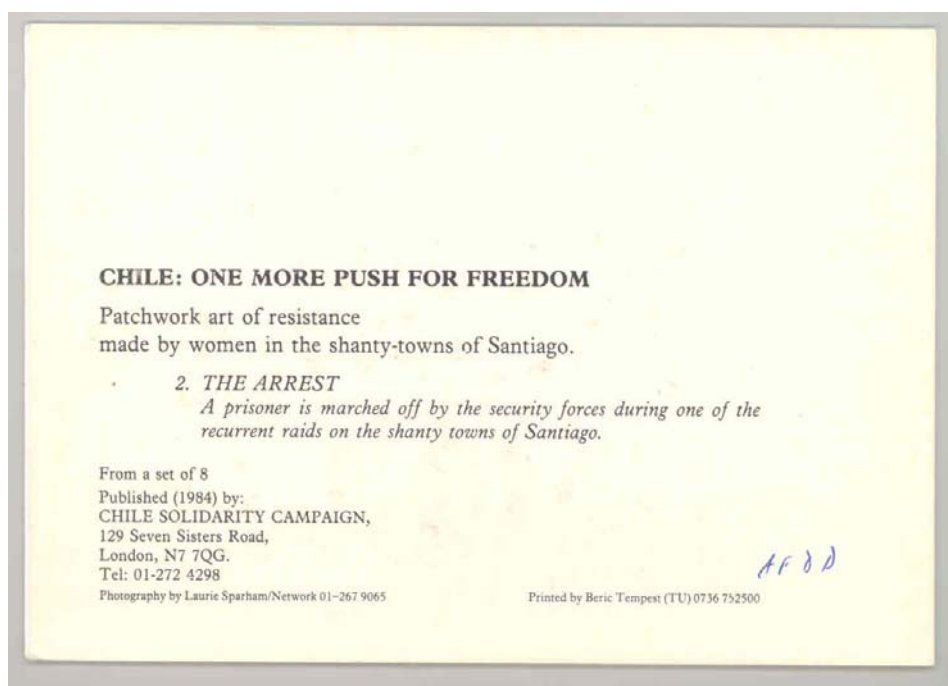 CHILE: ONE MORE PUSH FOR FREEDOM
Patchwork art of resistance
made by women in the shanty-towns of Santiago.
2. THE ARREST
A prisoner is marched off by the security forces during one of the
recurrent raids on the shanty towns of Santiago.
From a set of 8
Published (1984) by:
CHILE SOLIDARITY CAMPAIGN,
129 Seven Sisters Road,
London, N7 7QG.
Tel: 01-272 4298
Photography by Laurie Sparham/Network 01-267 9065
Printed by Beric Tempest (TU) 0736 752500